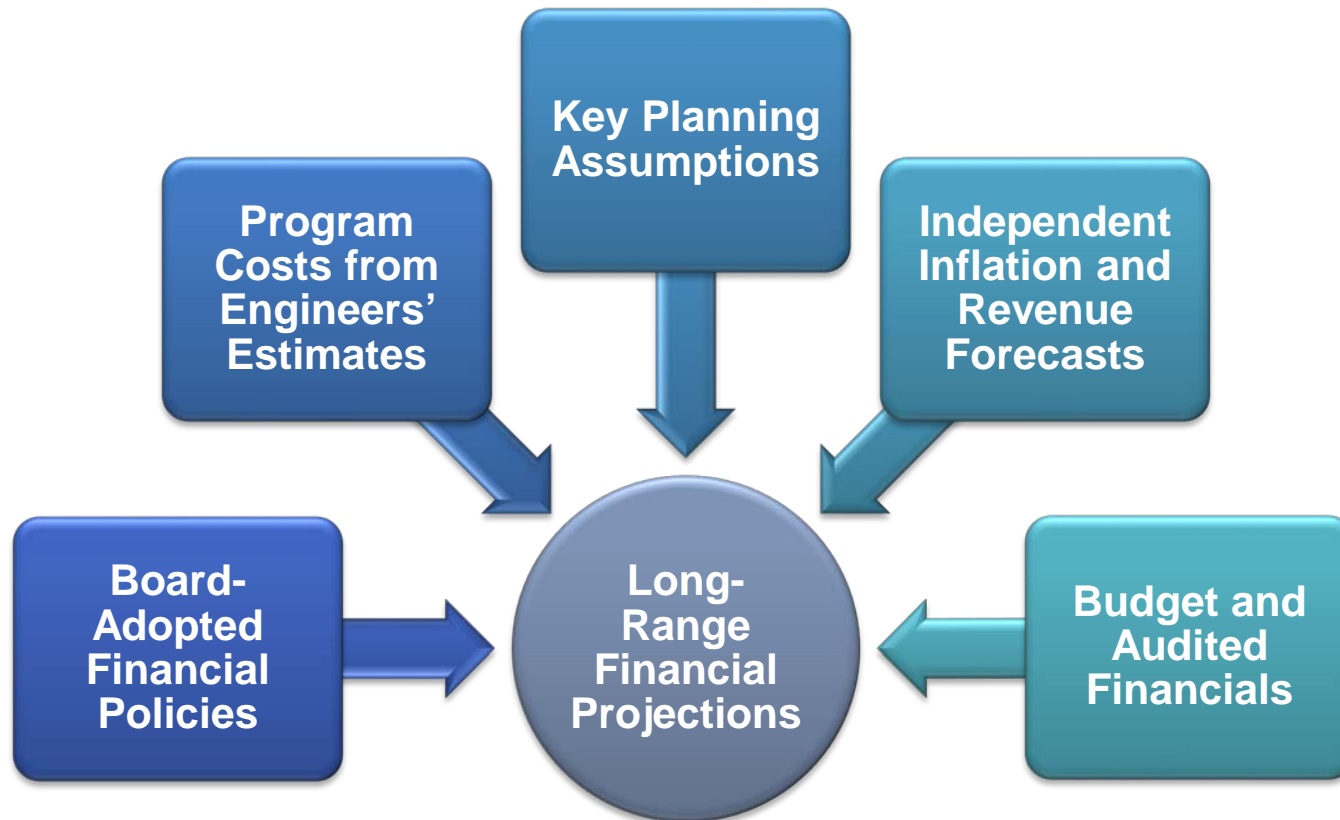 Key Planning
Assumptions
Program
Costs from
Engineers’
Estimates
Independent
Inflation and
Revenue
Forecasts
Board-
Adopted
Financial
Policies
Long-
Range
Financial
Projections
Budget and
Audited
Financials